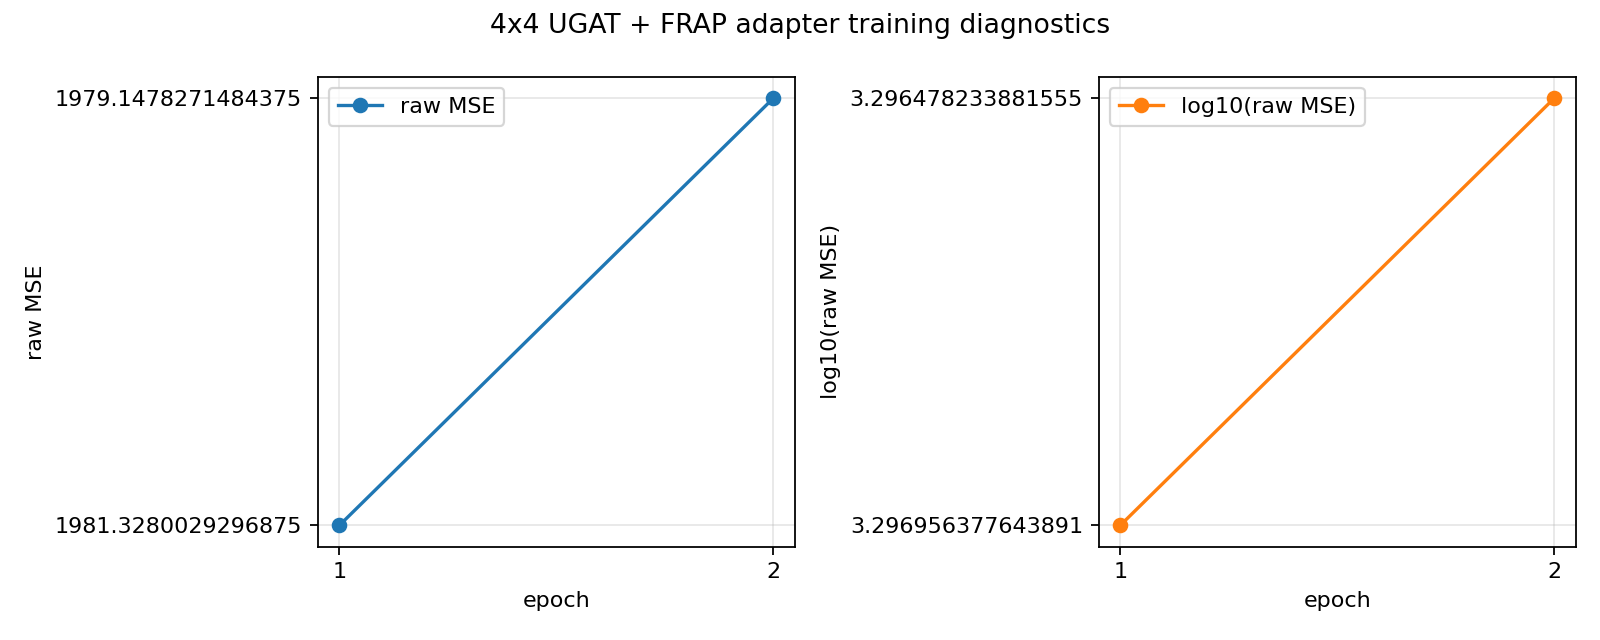 4x4 UGAT + FRAP adapter training diagnostics
raw MSE
1979.1478271484375
1981.3280029296875
raw MSE
1
2
epoch
log10(raw MSE)
3.296478233881555
3.296956377643891
log10(raw MSE)
1
2
epoch